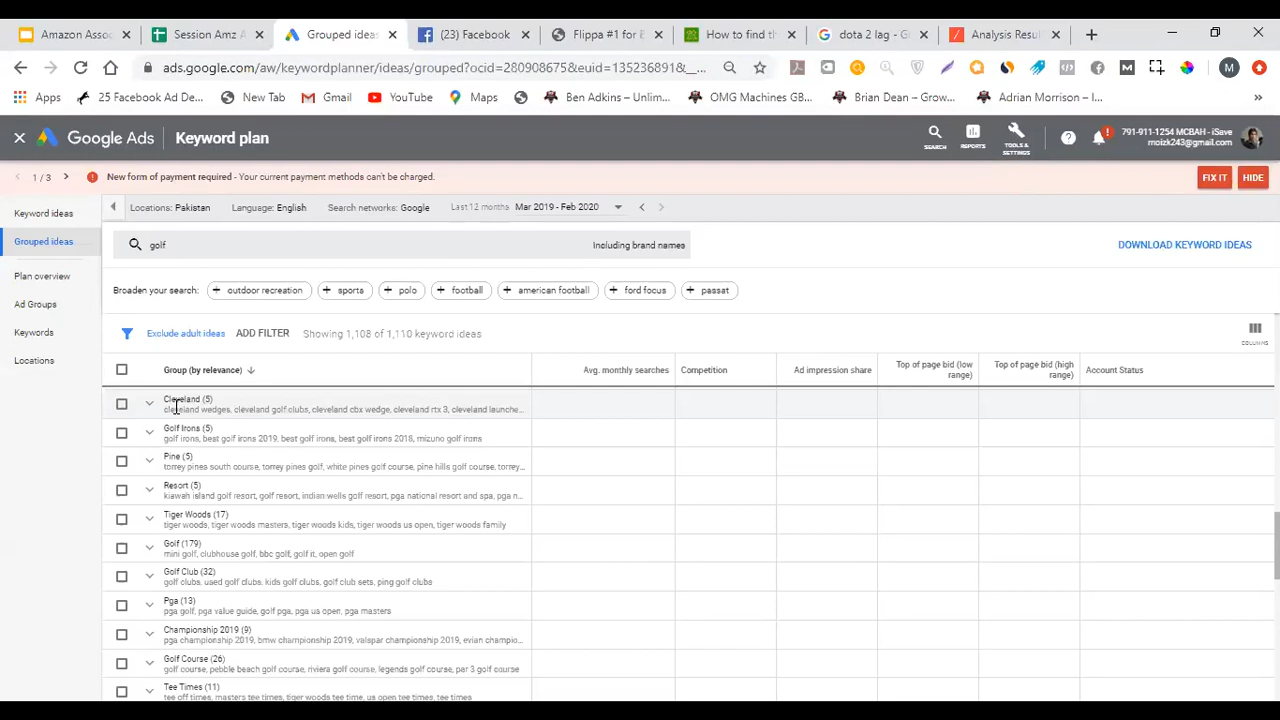 Amazon Assoc
Session Amz A
Grouped ideas
(23) Facebook
Flippa #1 for b
How to find th
dota 2 lag - G
Analysis Resul
ads.google.com/aw/keywordplanner/ideas/grouped?ocid=280908675&euid=135236891&__...
M
Apps
25 Facebook Ad De...
New Tab
Gmail
YouTube
Maps
Ben Adkins – Unlim...
OMG Machines GB...
Brian Dean – Grow...
Adrian Morrison – I...
»
Google Ads
Keyword plan
SEARCH
REPORTS
TOOLS & SETTINGS
791-911-1254 MCBAH - iSave
moizk243@gmail.com
1 / 3
New form of payment required - Your current payment methods can't be charged.
FIX IT
HIDE
Keyword ideas
Grouped ideas
Plan overview
Ad Groups
Keywords
Locations
Locations: Pakistan
Language: English
Search networks: Google
Last 12 months
Mar 2019 - Feb 2020
golf
Including brand names
DOWNLOAD KEYWORD IDEAS
Broaden your search:
+ outdoor recreation
+ sports
+ polo
+ football
+ american football
+ ford focus
+ passat
Exclude adult ideas
ADD FILTER
Showing 1,108 of 1,110 keyword ideas
COLUMNS
Group (by relevance)
Avg. monthly searches
Competition
Ad impression share
Top of page bid (low range)
Top of page bid (high range)
Account Status
Cleveland (5)
cleveland wedges, cleveland golf clubs, cleveland cbx wedge, cleveland rtx 3, cleveland launche...
Golf Irons (5)
golf irons, best golf irons 2019, best golf irons, best golf irons 2018, mizuno golf irons
Pine (5)
torrey pines south course, torrey pines golf, white pines golf course, pine hills golf course, torrey...
Resort (5)
kiawah island golf resort, golf resort, indian wells golf resort, pga national resort and spa, pga n...
Tiger Woods (17)
tiger woods, tiger woods masters, tiger woods kids, tiger woods us open, tiger woods family
Golf (179)
mini golf, clubhouse golf, bbc golf, golf it, open golf
Golf Club (32)
golf clubs, used golf clubs, kids golf clubs, golf club sets, ping golf clubs
Pga (13)
pga golf, pga value guide, golf pga, pga us open, pga masters
Championship 2019 (9)
pga championship 2019, bmw championship 2019, valspar championship 2019, evian champio...
Golf Course (26)
golf course, pebble beach golf course, riviera golf course, legends golf course, par 3 golf course
Tee Times (11)
tee off times, masters tee times, tiger woods tee time, us open tee times, tee times